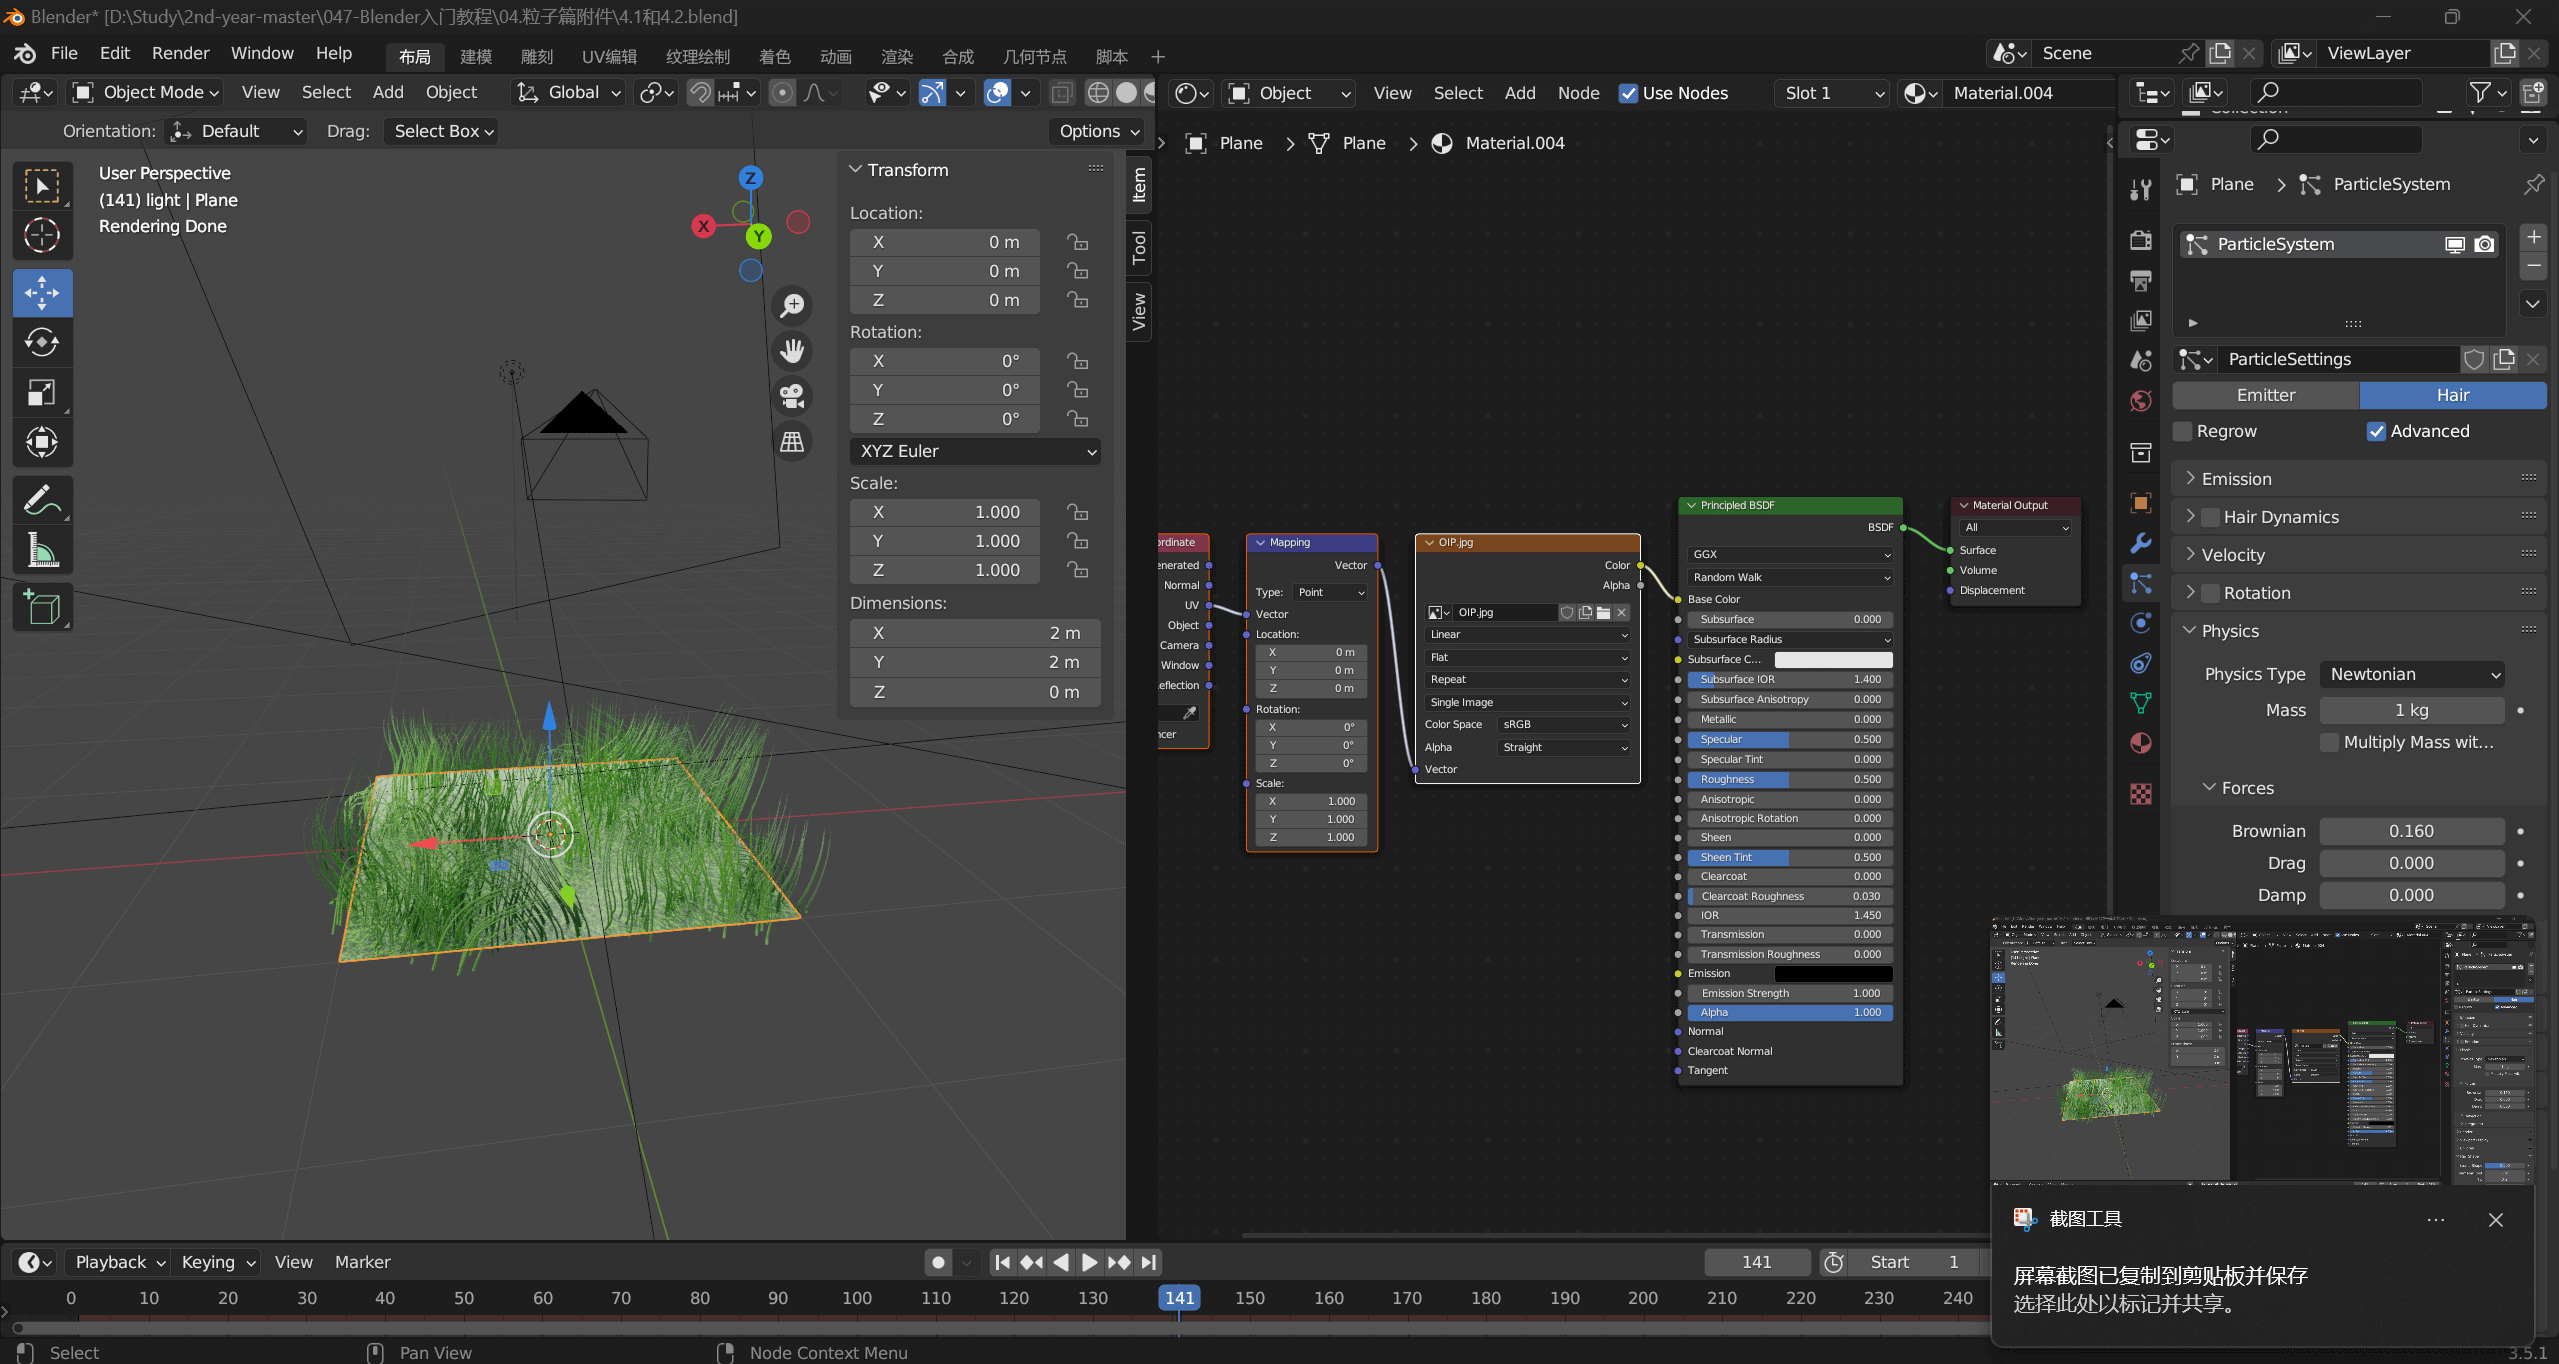 Blender* [D:\Study\2nd-year-master\047-Blender入门教程\04.粒子篇附件\4.1和4.2.blend]
File Edit Render Window Help 布局 建模 雕刻 UV编辑 纹理绘制 着色 动画 渲染 合成 几何节点 脚本 Scene ViewLayer
Object Mode View Select Add Object Global Object View Select Add Node Use Nodes Slot 1 Material.004
Orientation: Default Drag: Select Box Options
Plane Plane Material.004
User Perspective
(141) light | Plane
Rendering Done
Z
X
Y
Transform
Location:
X 0 m
Y 0 m
Z 0 m
Rotation:
X 0°
Y 0°
Z 0°
XYZ Euler
Scale:
X 1.000
Y 1.000
Z 1.000
Dimensions:
X 2 m
Y 2 m
Z 0 m
Item
Tool
View
ordinate
enerated
Normal
UV
Object
Camera
Window
eflection
ncer
Mapping
Vector
Type: Point
Vector
Location:
X 0 m
Y 0 m
Z 0 m
Rotation:
X 0°
Y 0°
Z 0°
Scale:
X 1.000
Y 1.000
Z 1.000
OIP.jpg
Color
Alpha
OIP.jpg
Linear
Flat
Repeat
Single Image
Color Space sRGB
Alpha Straight
Vector
Principled BSDF
BSDF
GGX
Random Walk
Base Color
Subsurface 0.000
Subsurface Radius
Subsurface C...
Subsurface IOR 1.400
Subsurface Anisotropy 0.000
Metallic 0.000
Specular 0.500
Specular Tint 0.000
Roughness 0.500
Anisotropic 0.000
Anisotropic Rotation 0.000
Sheen 0.000
Sheen Tint 0.500
Clearcoat 0.000
Clearcoat Roughness 0.030
IOR 1.450
Transmission 0.000
Transmission Roughness 0.000
Emission
Emission Strength 1.000
Alpha 1.000
Normal
Clearcoat Normal
Tangent
Material Output
All
Surface
Volume
Displacement
Plane ParticleSystem
ParticleSystem
ParticleSettings
Emitter Hair
Regrow Advanced
Emission
Hair Dynamics
Velocity
Rotation
Physics
Physics Type Newtonian
Mass 1 kg
Multiply Mass wit...
Forces
Brownian 0.160
Drag 0.000
Damp 0.000
截图工具
屏幕截图已复制到剪贴板并保存
选择此处以标记并共享。
Playback Keying View Marker 141 Start 1
0 10 20 30 40 50 60 70 80 90 100 110 120 130 141 150 160 170 180 190 200 210 220 230 240
Select Pan View Node Context Menu 3.5.1